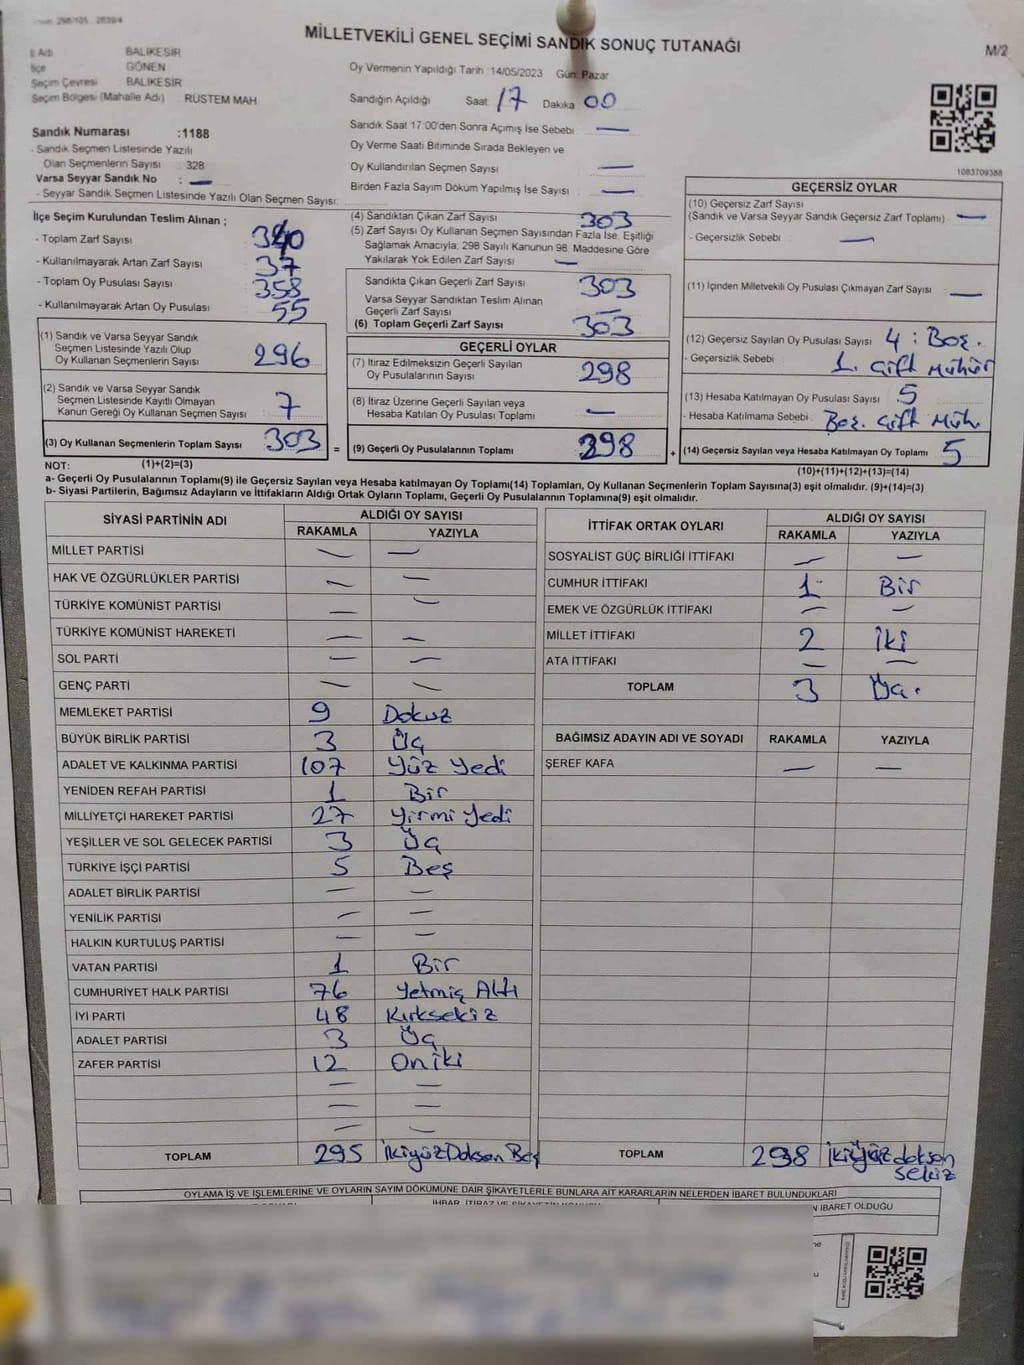 MİLLETVEKİLİ GENEL SEÇİMİ SANDIK SONUÇ TUTANAĞI
M/2
İl Adı BALIKESİR
İlçe GÖNEN
Seçim Çevresi BALIKESİR
Seçim Bölgesi (Mahalle Adı) : RÜSTEM MAH
Sandık Numarası :1188
- Sandık Seçmen Listesinde Yazılı
Olan Seçmenlerin Sayısı : 328
Varsa Seyyar Sandık No : —
- Seyyar Sandık Seçmen Listesinde Yazılı Olan Seçmen Sayısı:
Oy Vermenin Yapıldığı Tarih :14/05/2023 Gün: Pazar
Sandığın Açıldığı Saat 17 Dakika 00
Sandık Saat 17:00'den Sonra Açımış İse Sebebi —
Oy Verme Saati Bitiminde Sırada Bekleyen ve
Oy Kullandırılan Seçmen Sayısı —
Birden Fazla Sayım Döküm Yapılmış İse Sayısı : —
1083709388
İlçe Seçim Kurulundan Teslim Alınan ;
- Toplam Zarf Sayısı 340
- Kullanılmayarak Artan Zarf Sayısı 37
- Toplam Oy Pusulası Sayısı 358
- Kullanılmayarak Artan Oy Pusulası 55
(1) Sandık ve Varsa Seyyar Sandık
Seçmen Listesinde Yazılı Olup
Oy Kullanan Seçmenlerin Sayısı 296
(2) Sandık ve Varsa Seyyar Sandık
Seçmen Listesinde Kayıtlı Olmayan
Kanun Gereği Oy Kullanan Seçmen Sayısı 7
(3) Oy Kullanan Seçmenlerin Toplam Sayısı 303 =
(4) Sandıktan Çıkan Zarf Sayısı 303
(5) Zarf Sayısı Oy Kullanan Seçmen Sayısından Fazla İse, Eşitliği
Sağlamak Amacıyla; 298 Sayılı Kanunun 98. Maddesine Göre
Yakılarak Yok Edilen Zarf Sayısı —
Sandıkta Çıkan Geçerli Zarf Sayısı 303
Varsa Seyyar Sandıktan Teslim Alınan
Geçerli Zarf Sayısı —
(6) Toplam Geçerli Zarf Sayısı 303
GEÇERLİ OYLAR
(7) İtiraz Edilmeksizin Geçerli Sayılan
Oy Pusulalarının Sayısı 298
(8) İtiraz Üzerine Geçerli Sayılan veya
Hesaba Katılan Oy Pusulası Toplamı —
(9) Geçerli Oy Pusulalarının Toplamı 298 +
GEÇERSİZ OYLAR
(10) Geçersiz Zarf Sayısı
(Sandık ve Varsa Seyyar Sandık Geçersiz Zarf Toplamı) : —
- Geçersizlik Sebebi : —
(11) İçinden Milletvekili Oy Pusulası Çıkmayan Zarf Sayısı : —
(12) Geçersiz Sayılan Oy Pusulası Sayısı 4 : Boş.
- Geçersizlik Sebebi : 1. Çift Mühür
(13) Hesaba Katılmayan Oy Pusulası Sayısı : 5
- Hesaba Katılmama Sebebi : Boş. Çift Müh.
(14) Geçersiz Sayılan veya Hesaba Katılmayan Oy Toplamı 5
NOT: (1)+(2)=(3) (10)+(11)+(12)+(13)=(14)
a- Geçerli Oy Pusulalarının Toplamı(9) ile Geçersiz Sayılan veya Hesaba Katılmayan Oy Toplamı(14) Toplamları, Oy Kullanan Seçmenlerin Toplam Sayısına(3) eşit olmalıdır. (9)+(14)=(3)
b- Siyasi Partilerin, Bağımsız Adayların ve İttifakların Aldığı Ortak Oyların Toplamı, Geçerli Oy Pusulalarının Toplamına(9) eşit olmalıdır.
SİYASİ PARTİNİN ADI ALDIĞI OY SAYISI
RAKAMLA YAZIYLA
MİLLET PARTİSİ — —
HAK VE ÖZGÜRLÜKLER PARTİSİ — —
TÜRKİYE KOMÜNİST PARTİSİ — —
TÜRKİYE KOMÜNİST HAREKETİ — —
SOL PARTİ — —
GENÇ PARTİ — —
MEMLEKET PARTİSİ 9 Dokuz
BÜYÜK BİRLİK PARTİSİ 3 Üç
ADALET VE KALKINMA PARTİSİ 107 Yüz Yedi
YENİDEN REFAH PARTİSİ 1 Bir
MİLLİYETÇİ HAREKET PARTİSİ 27 Yirmi Yedi
YEŞİLLER VE SOL GELECEK PARTİSİ 3 Üç
TÜRKİYE İŞÇİ PARTİSİ 5 Beş
ADALET BİRLİK PARTİSİ — —
YENİLİK PARTİSİ — —
HALKIN KURTULUŞ PARTİSİ — —
VATAN PARTİSİ 1 Bir
CUMHURİYET HALK PARTİSİ 76 Yetmiş Altı
İYİ PARTİ 48 Kırksekiz
ADALET PARTİSİ 3 Üç
ZAFER PARTİSİ 12 Oniki
— —
— —
— —
TOPLAM 295 İkiyüzDoksan Beş
İTTİFAK ORTAK OYLARI ALDIĞI OY SAYISI
RAKAMLA YAZIYLA
SOSYALİST GÜÇ BİRLİĞİ İTTİFAKI — —
CUMHUR İTTİFAKI 1 Bir
EMEK VE ÖZGÜRLÜK İTTİFAKI — —
MİLLET İTTİFAKI 2 İki
ATA İTTİFAKI — —
TOPLAM 3 Üç.
BAĞIMSIZ ADAYIN ADI VE SOYADI RAKAMLA YAZIYLA
ŞEREF KAFA — —
TOPLAM 298 İkiyüz doksan
sekiz
OYLAMA İŞ VE İŞLEMLERİNE VE OYLARIN SAYIM DÖKÜMÜNE DAİR ŞİKAYETLERLE BUNLARA AİT KARARLARIN NELERDEN İBARET BULUNDUKLARI
N İBARET OLDUĞU